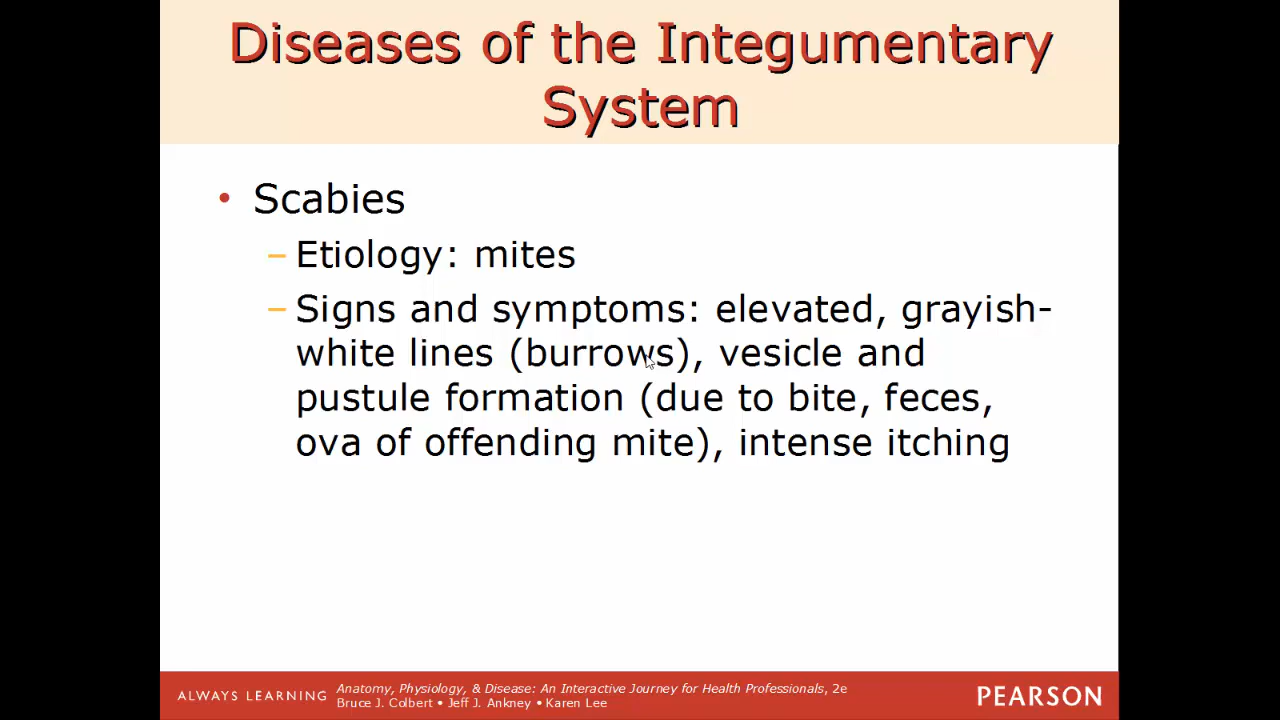 Diseases of the Integumentary
System
• Scabies
– Etiology: mites
– Signs and symptoms: elevated, grayish-
white lines (burrows), vesicle and
pustule formation (due to bite, feces,
ova of offending mite), intense itching
ALWAYS LEARNING
Anatomy, Physiology, & Disease: An Interactive Journey for Health Professionals, 2e
Bruce J. Colbert • Jeff J. Ankney • Karen Lee
PEARSON